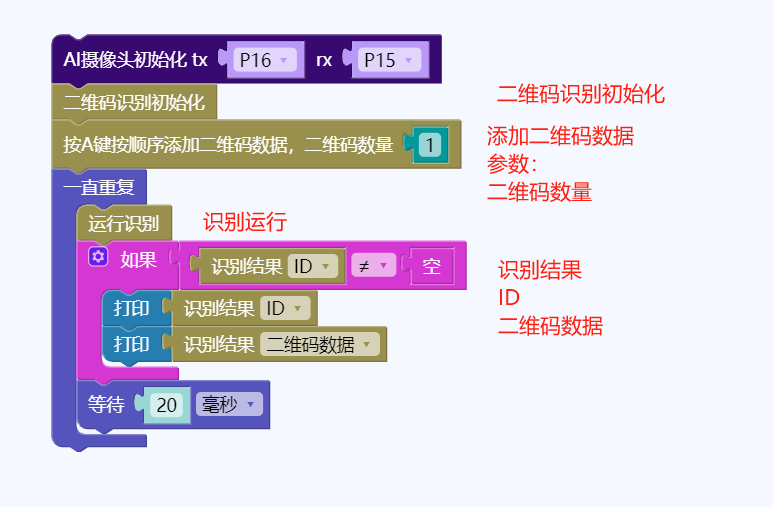 AI摄像头初始化 tx P16 rx P15
二维码识别初始化
二维码识别初始化
按A键按顺序添加二维码数据，二维码数量 1
添加二维码数据
参数：
二维码数量
一直重复
运行识别
识别运行
如果 识别结果 ID ≠ 空
识别结果
ID
二维码数据
打印 识别结果 ID
打印 识别结果 二维码数据
等待 20 毫秒